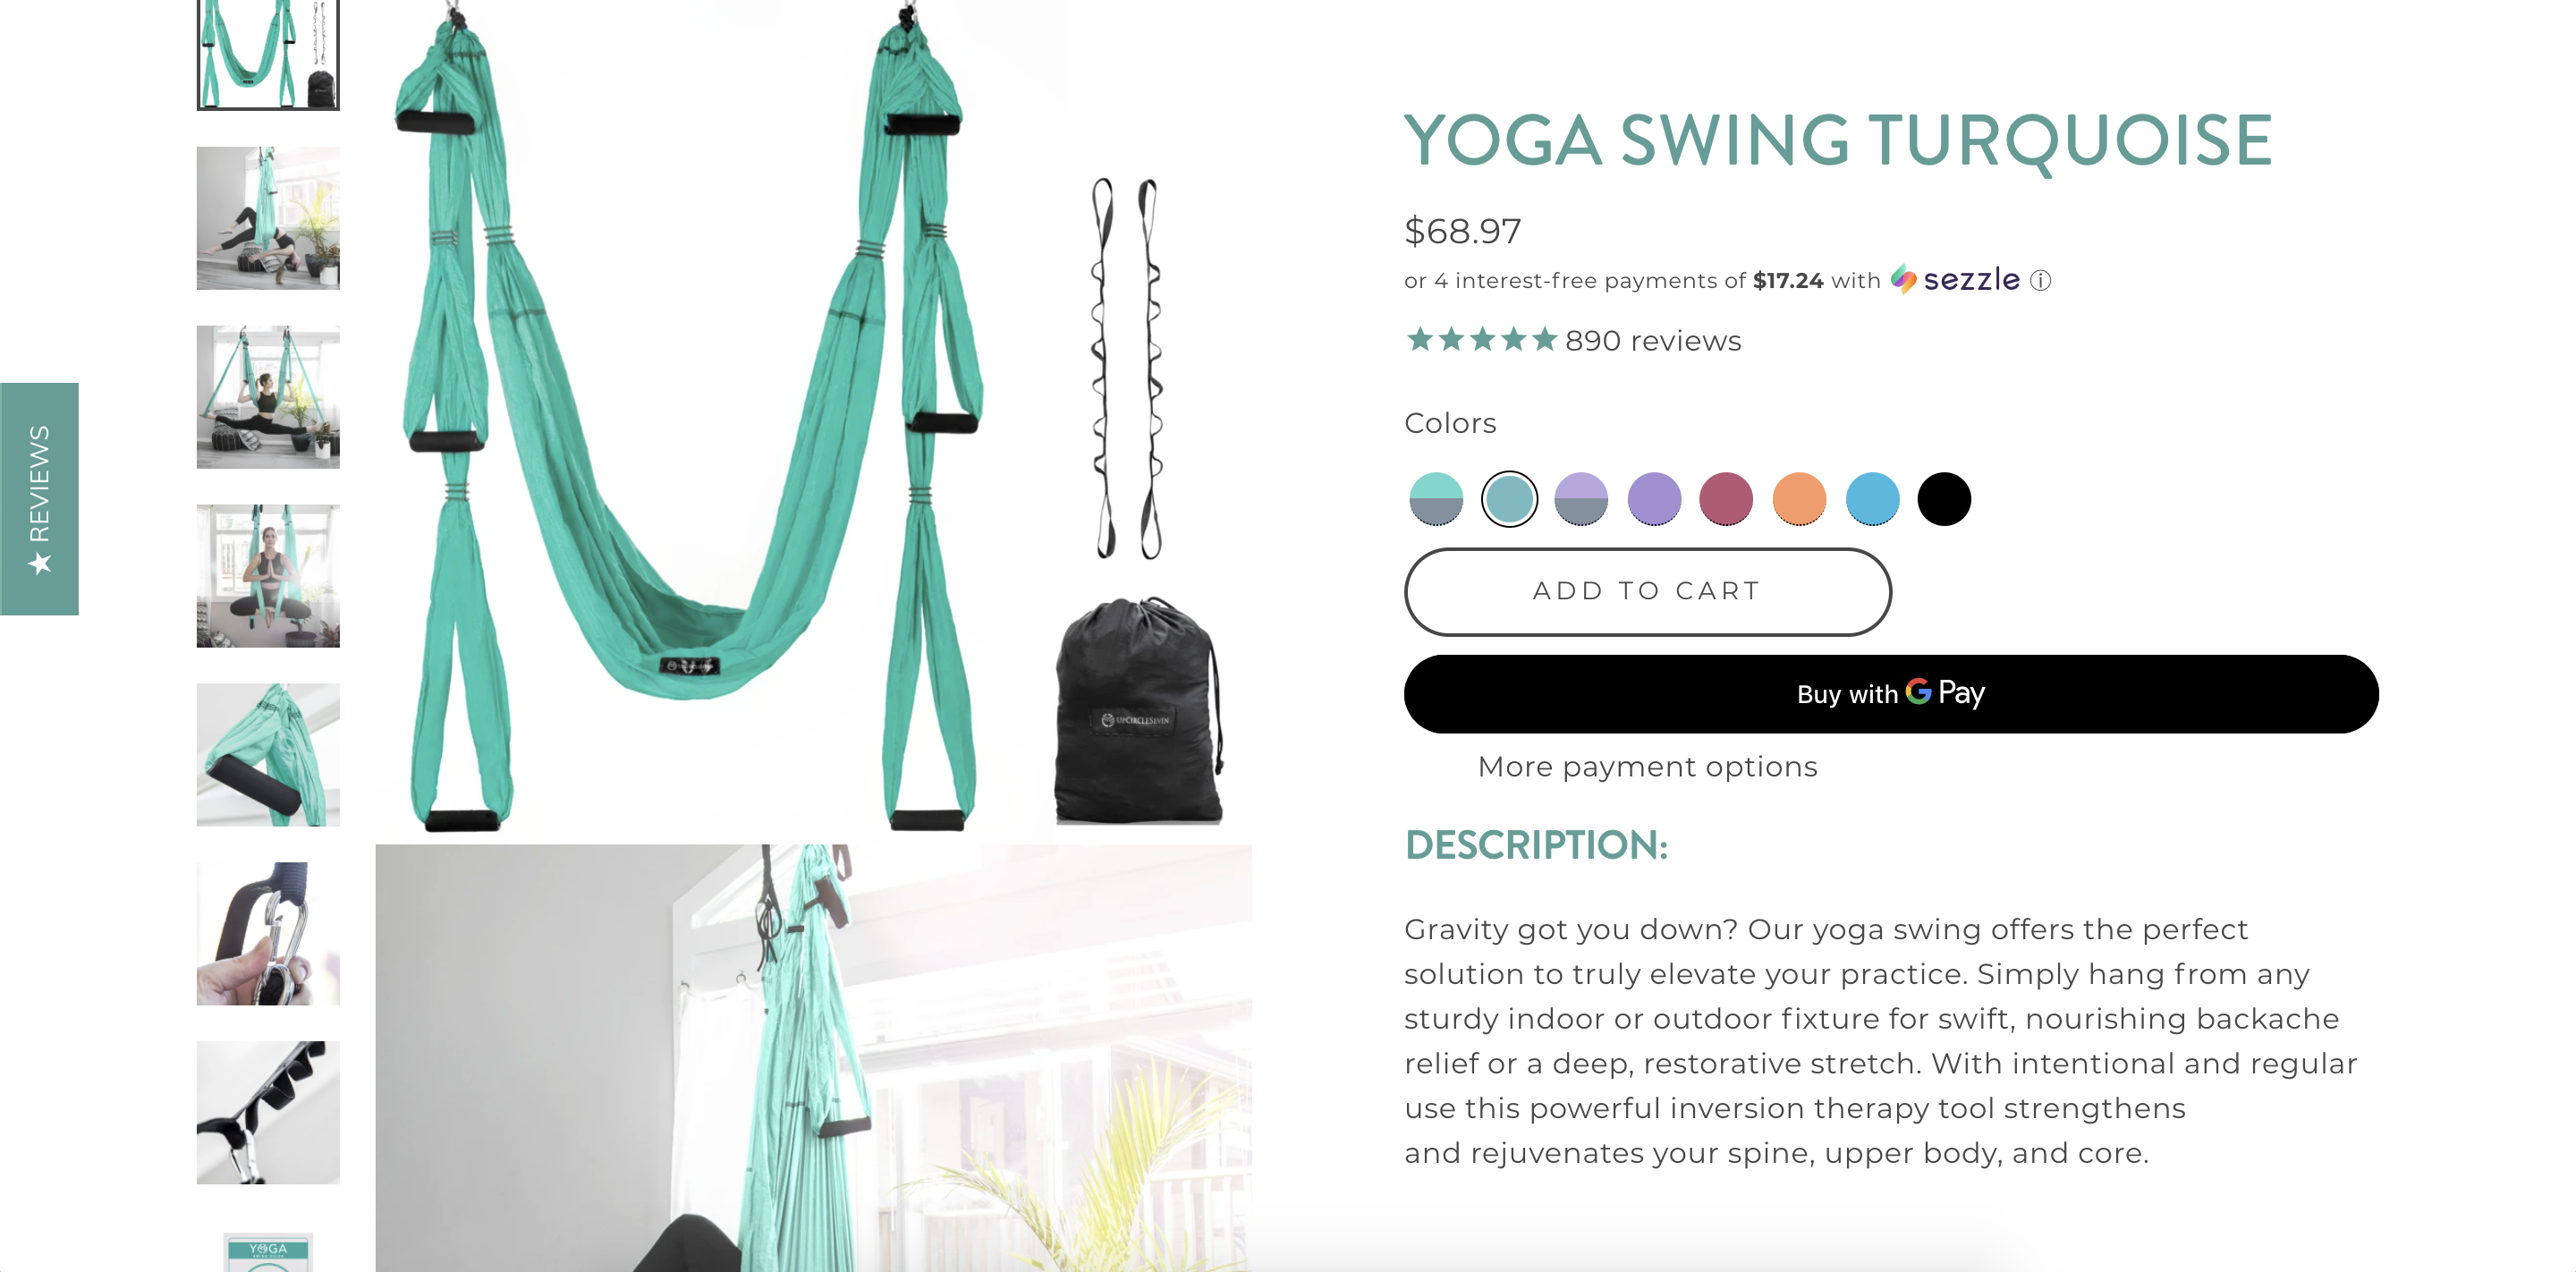 YOGA SWING TURQUOISE
$68.97
or 4 interest-free payments of $17.24 with sezzle ⓘ
★★★★★ 890 reviews
Colors
ADD TO CART
Buy with G Pay
More payment options
DESCRIPTION:
Gravity got you down? Our yoga swing offers the perfect
solution to truly elevate your practice. Simply hang from any
sturdy indoor or outdoor fixture for swift, nourishing backache
relief or a deep, restorative stretch. With intentional and regular
use this powerful inversion therapy tool strengthens
and rejuvenates your spine, upper body, and core.
★ REVIEWS
UPCIRCLESEVEN
YOGA